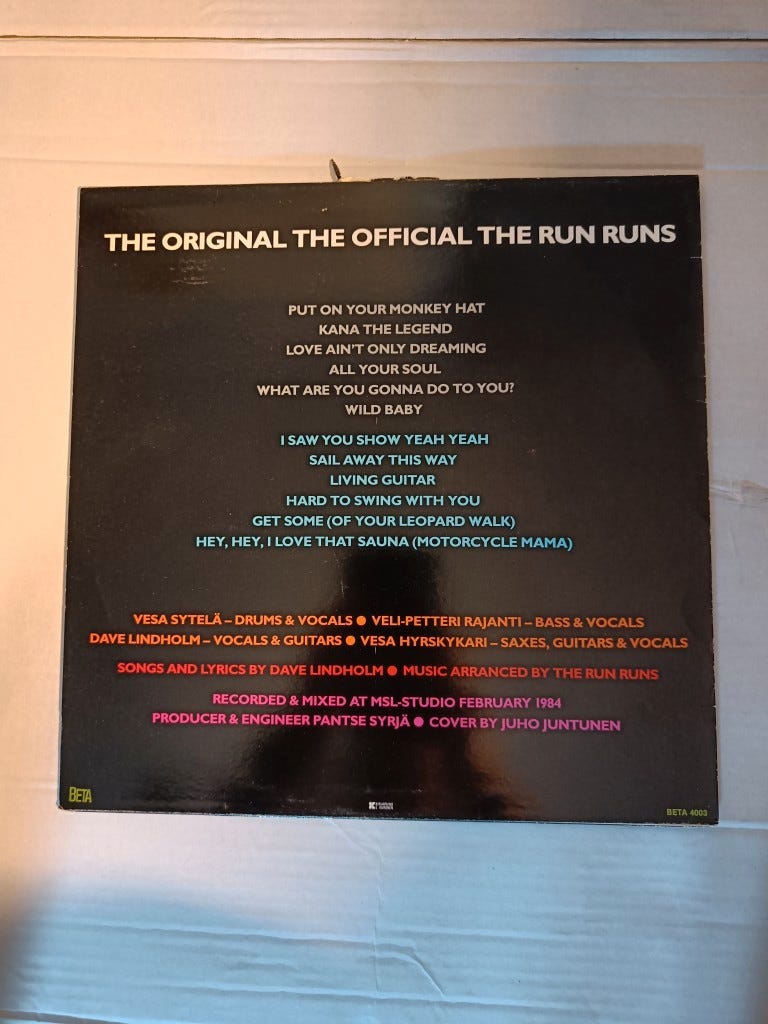 THE ORIGINAL THE OFFICIAL THE RUN RUNS
PUT ON YOUR MONKEY HAT
KANA THE LEGEND
LOVE AIN'T ONLY DREAMING
ALL YOUR SOUL
WHAT ARE YOU GONNA DO TO YOU?
WILD BABY
I SAW YOU SHOW YEAH YEAH
SAIL AWAY THIS WAY
LIVING GUITAR
HARD TO SWING WITH YOU
GET SOME (OF YOUR LEOPARD WALK)
HEY, HEY, I LOVE THAT SAUNA (MOTORCYCLE MAMA)
VESA SYTELÄ – DRUMS & VOCALS ● VELI-PETTERI RAJANTI – BASS & VOCALS
DAVE LINDHOLM – VOCALS & GUITARS ● VESA HYRSKYKARI – SAXES, GUITARS & VOCALS
SONGS AND LYRICS BY DAVE LINDHOLM ● MUSIC ARRANGED BY THE RUN RUNS
RECORDED & MIXED AT MSL-STUDIO FEBRUARY 1984
PRODUCER & ENGINEER PANTSE SYRJÄ ● COVER BY JUHO JUNTUNEN
BETA
BETA 4003